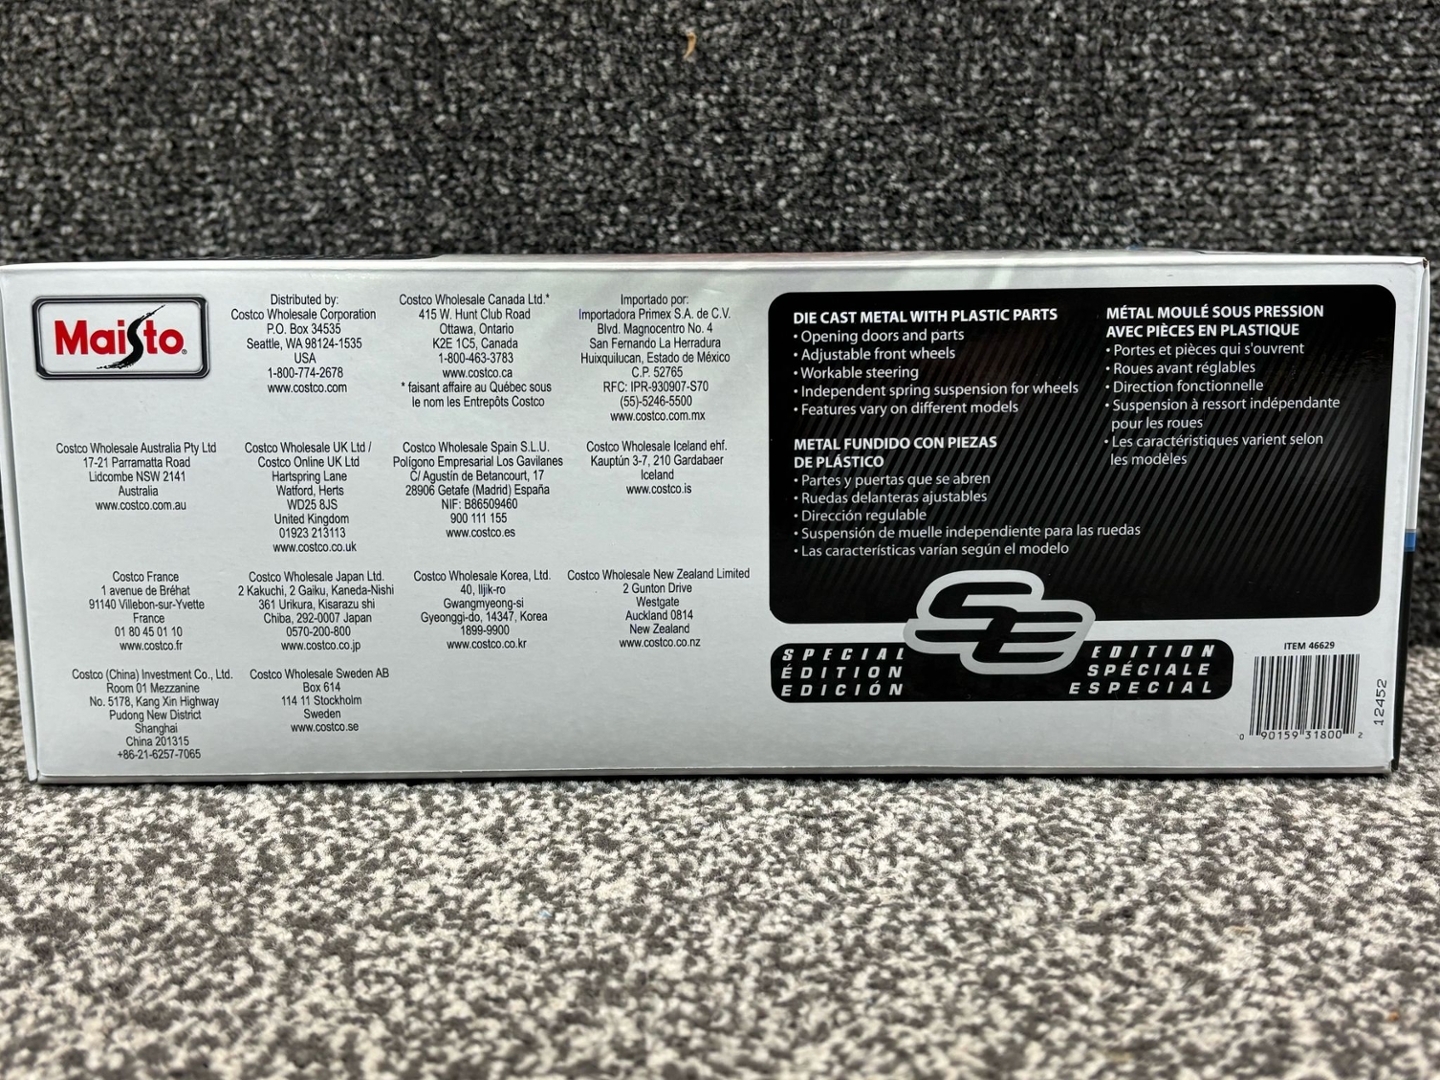 Maisto®
Distributed by:
Costco Wholesale Corporation
P.O. Box 34535
Seattle, WA 98124-1535
USA
1-800-774-2678
www.costco.com
Costco Wholesale Canada Ltd.*
415 W. Hunt Club Road
Ottawa, Ontario
K2E 1C5, Canada
1-800-463-3783
www.costco.ca
* faisant affaire au Québec sous
le nom les Entrepôts Costco
Importado por:
Importadora Primex S.A. de C.V.
Blvd. Magnocentro No. 4
San Fernando La Herradura
Huixquilucan, Estado de México
C.P. 52765
RFC: IPR-930907-S70
(55)-5246-5500
www.costco.com.mx
Costco Wholesale Australia Pty Ltd
17-21 Parramatta Road
Lidcombe NSW 2141
Australia
www.costco.com.au
Costco Wholesale UK Ltd /
Costco Online UK Ltd
Hartspring Lane
Watford, Herts
WD25 8JS
United Kingdom
01923 213113
www.costco.co.uk
Costco Wholesale Spain S.L.U.
Polígono Empresarial Los Gavilanes
C/ Agustín de Betancourt, 17
28906 Getafe (Madrid) España
NIF: B86509460
900 111 155
www.costco.es
Costco Wholesale Iceland ehf.
Kauptún 3-7, 210 Gardabaer
Iceland
www.costco.is
Costco France
1 avenue de Bréhat
91140 Villebon-sur-Yvette
France
01 80 45 01 10
www.costco.fr
Costco Wholesale Japan Ltd.
2 Kakuchi, 2 Gaiku, Kaneda-Nishi
361 Urikura, Kisarazu shi
Chiba, 292-0007 Japan
0570-200-800
www.costco.co.jp
Costco Wholesale Korea, Ltd.
40, Iljik-ro
Gwangmyeong-si
Gyeonggi-do, 14347, Korea
1899-9900
www.costco.co.kr
Costco Wholesale New Zealand Limited
2 Gunton Drive
Westgate
Auckland 0814
New Zealand
www.costco.co.nz
Costco (China) Investment Co., Ltd.
Room 01 Mezzanine
No. 5178, Kang Xin Highway
Pudong New District
Shanghai
China 201315
+86-21-6257-7065
Costco Wholesale Sweden AB
Box 614
114 11 Stockholm
Sweden
www.costco.se
DIE CAST METAL WITH PLASTIC PARTS
• Opening doors and parts
• Adjustable front wheels
• Workable steering
• Independent spring suspension for wheels
• Features vary on different models
METAL FUNDIDO CON PIEZAS
DE PLÁSTICO
• Partes y puertas que se abren
• Ruedas delanteras ajustables
• Dirección regulable
• Suspensión de muelle independiente para las ruedas
• Las características varían según el modelo
MÉTAL MOULÉ SOUS PRESSION
AVEC PIÈCES EN PLASTIQUE
• Portes et pièces qui s'ouvrent
• Roues avant réglables
• Direction fonctionnelle
• Suspension à ressort indépendante
pour les roues
• Les caractéristiques varient selon
les modèles
SE
SPECIAL EDITION
ÉDITION SPÉCIALE
EDICIÓN ESPECIAL
ITEM 46629
0 90159 31800 2
12452